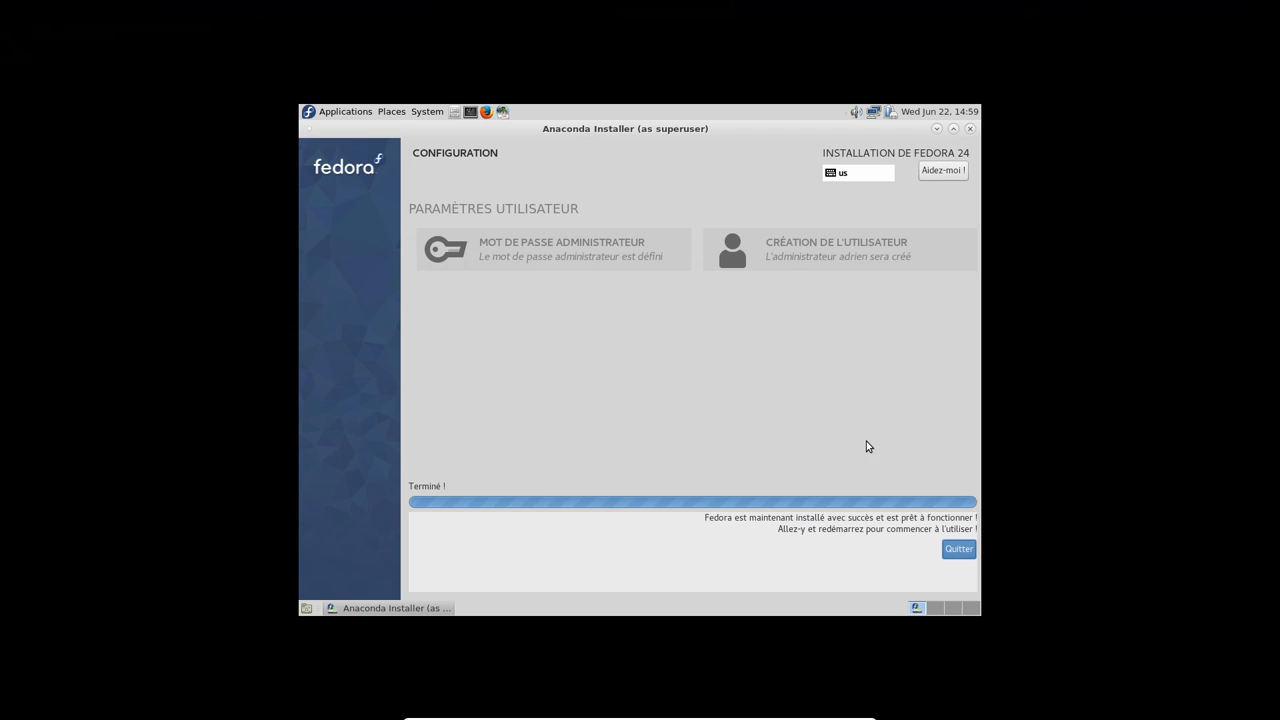 Applications Places System Wed Jun 22, 14:59
Anaconda Installer (as superuser)
fedora
CONFIGURATION
INSTALLATION DE FEDORA 24
us
Aidez-moi !
PARAMÈTRES UTILISATEUR
MOT DE PASSE ADMINISTRATEUR
Le mot de passe administrateur est défini
CRÉATION DE L'UTILISATEUR
L'administrateur adrien sera créé
Terminé !
Fedora est maintenant installé avec succès et est prêt à fonctionner !
Allez-y et redémarrez pour commencer à l'utiliser !
Quitter
Anaconda Installer (as ...